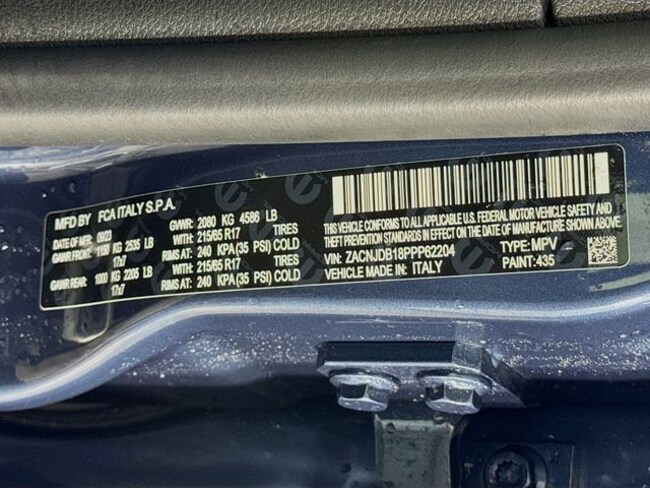 MFD BY FCA ITALY S.P.A.
DATE OF MFR 05/23 GWR: 2080 KG 4586 LB
GAWR FRONT: 1150 KG 2535 LB WITH: 215/65 R17 TIRES
17x7 RIMS AT: 240 KPA (35 PSI) COLD
GAWR REAR: 1000 KG 2205 LB WITH: 215/65 R17 TIRES
17x7 RIMS AT: 240 KPA (35 PSI) COLD
THIS VEHICLE CONFORMS TO ALL APPLICABLE U.S. FEDERAL MOTOR VEHICLE SAFETY,
BUMPER, AND THEFT PREVENTION STANDARDS IN EFFECT ON THE DATE OF MANUFACTURE
VIN: ZACNJDB18PPP62204 TYPE: MPV
VEHICLE MADE IN: ITALY PAINT: 435